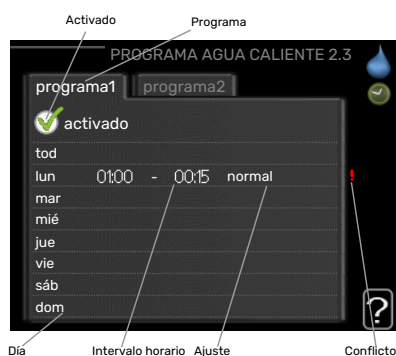 Activado Programa
PROGRAMA AGUA CALIENTE 2.3
programa1 programa2
activado
tod
lun 01:00 - 00:15 normal !
mar
mié
jue
vie
sáb
dom
?
Día Intervalo horario Ajuste Conflicto